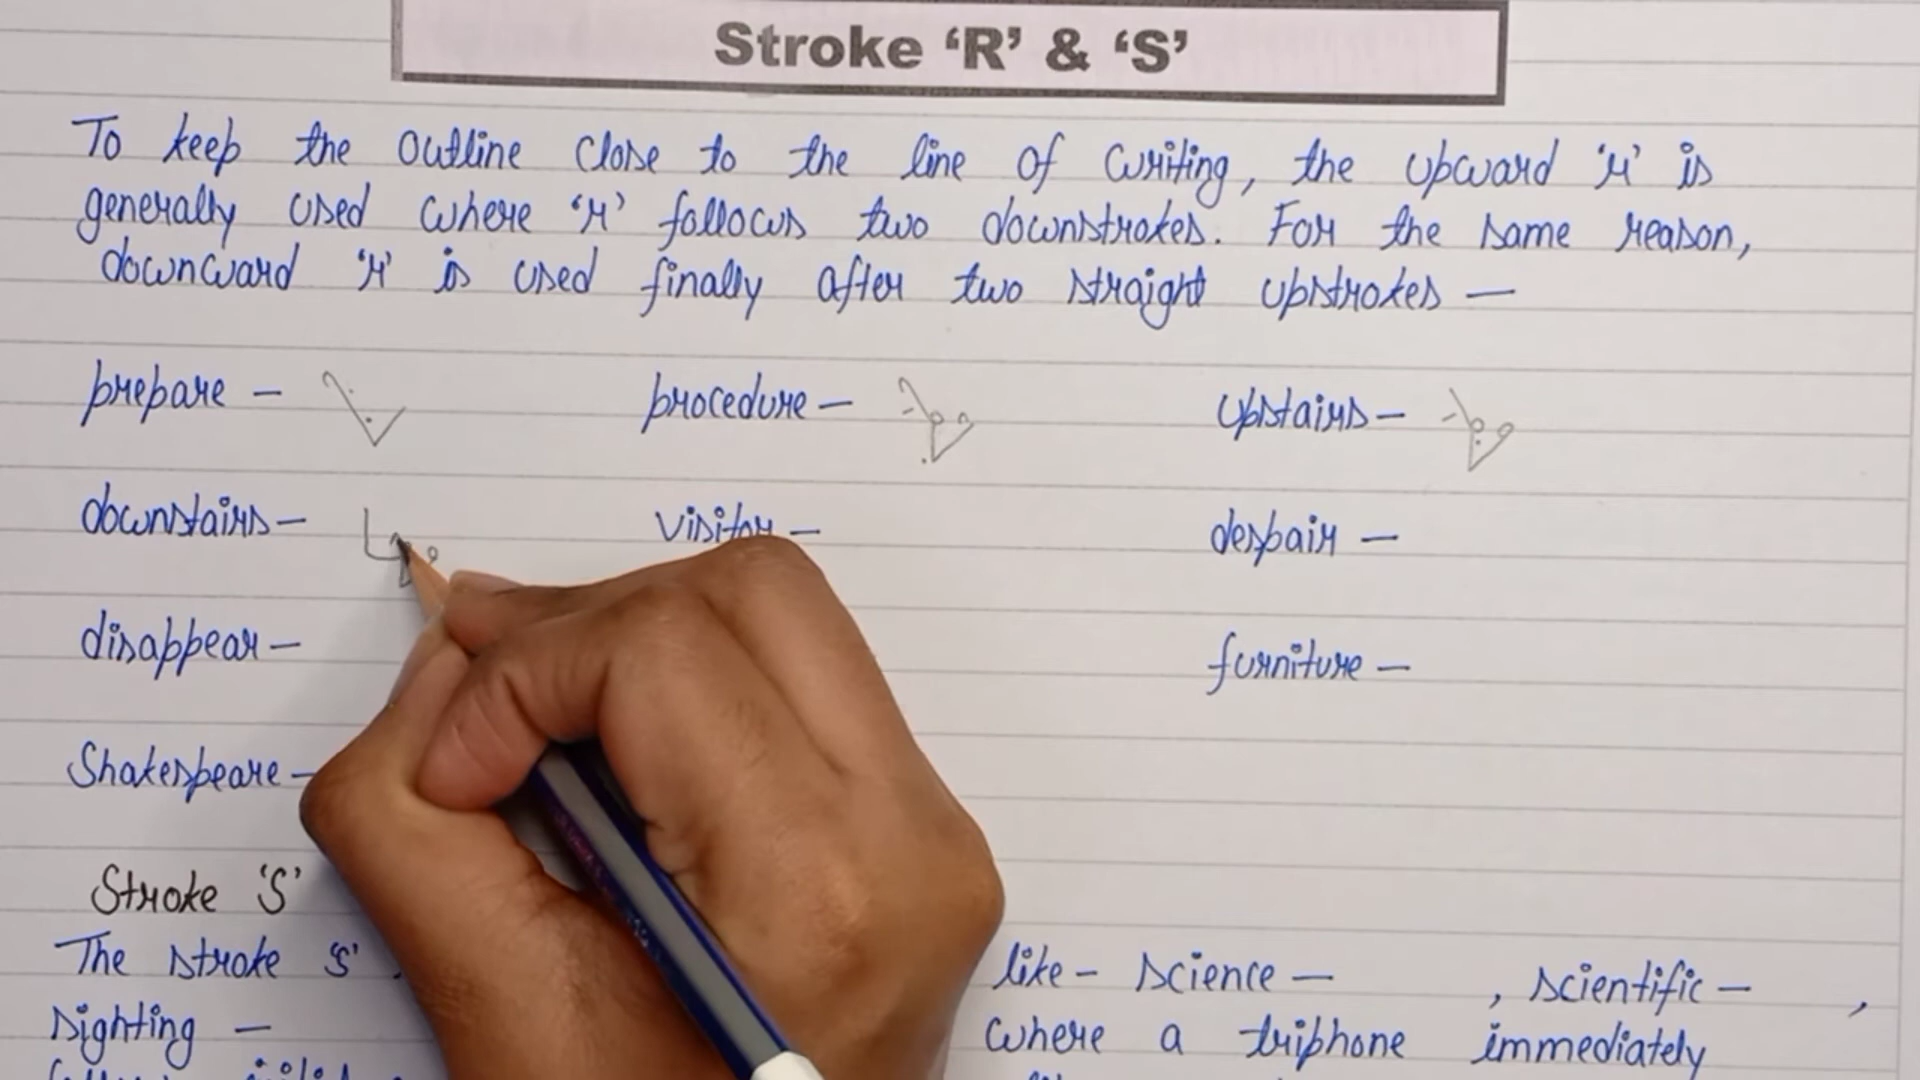 Stroke ‘R’ & ‘S’
To keep the outline close to the line of writing, the upward ‘r’ is
generally used where ‘r’ follows two downstrokes. For the same reason,
downward ‘r’ is used finally after two straight upstrokes —
prepare — procedure — upstairs —
downstairs — visitor — despair —
disappear — furniture —
Shakespeare —
Stroke ‘S’
The stroke ‘S’ like - science — , scientific — ,
sighting — where a triphone immediately